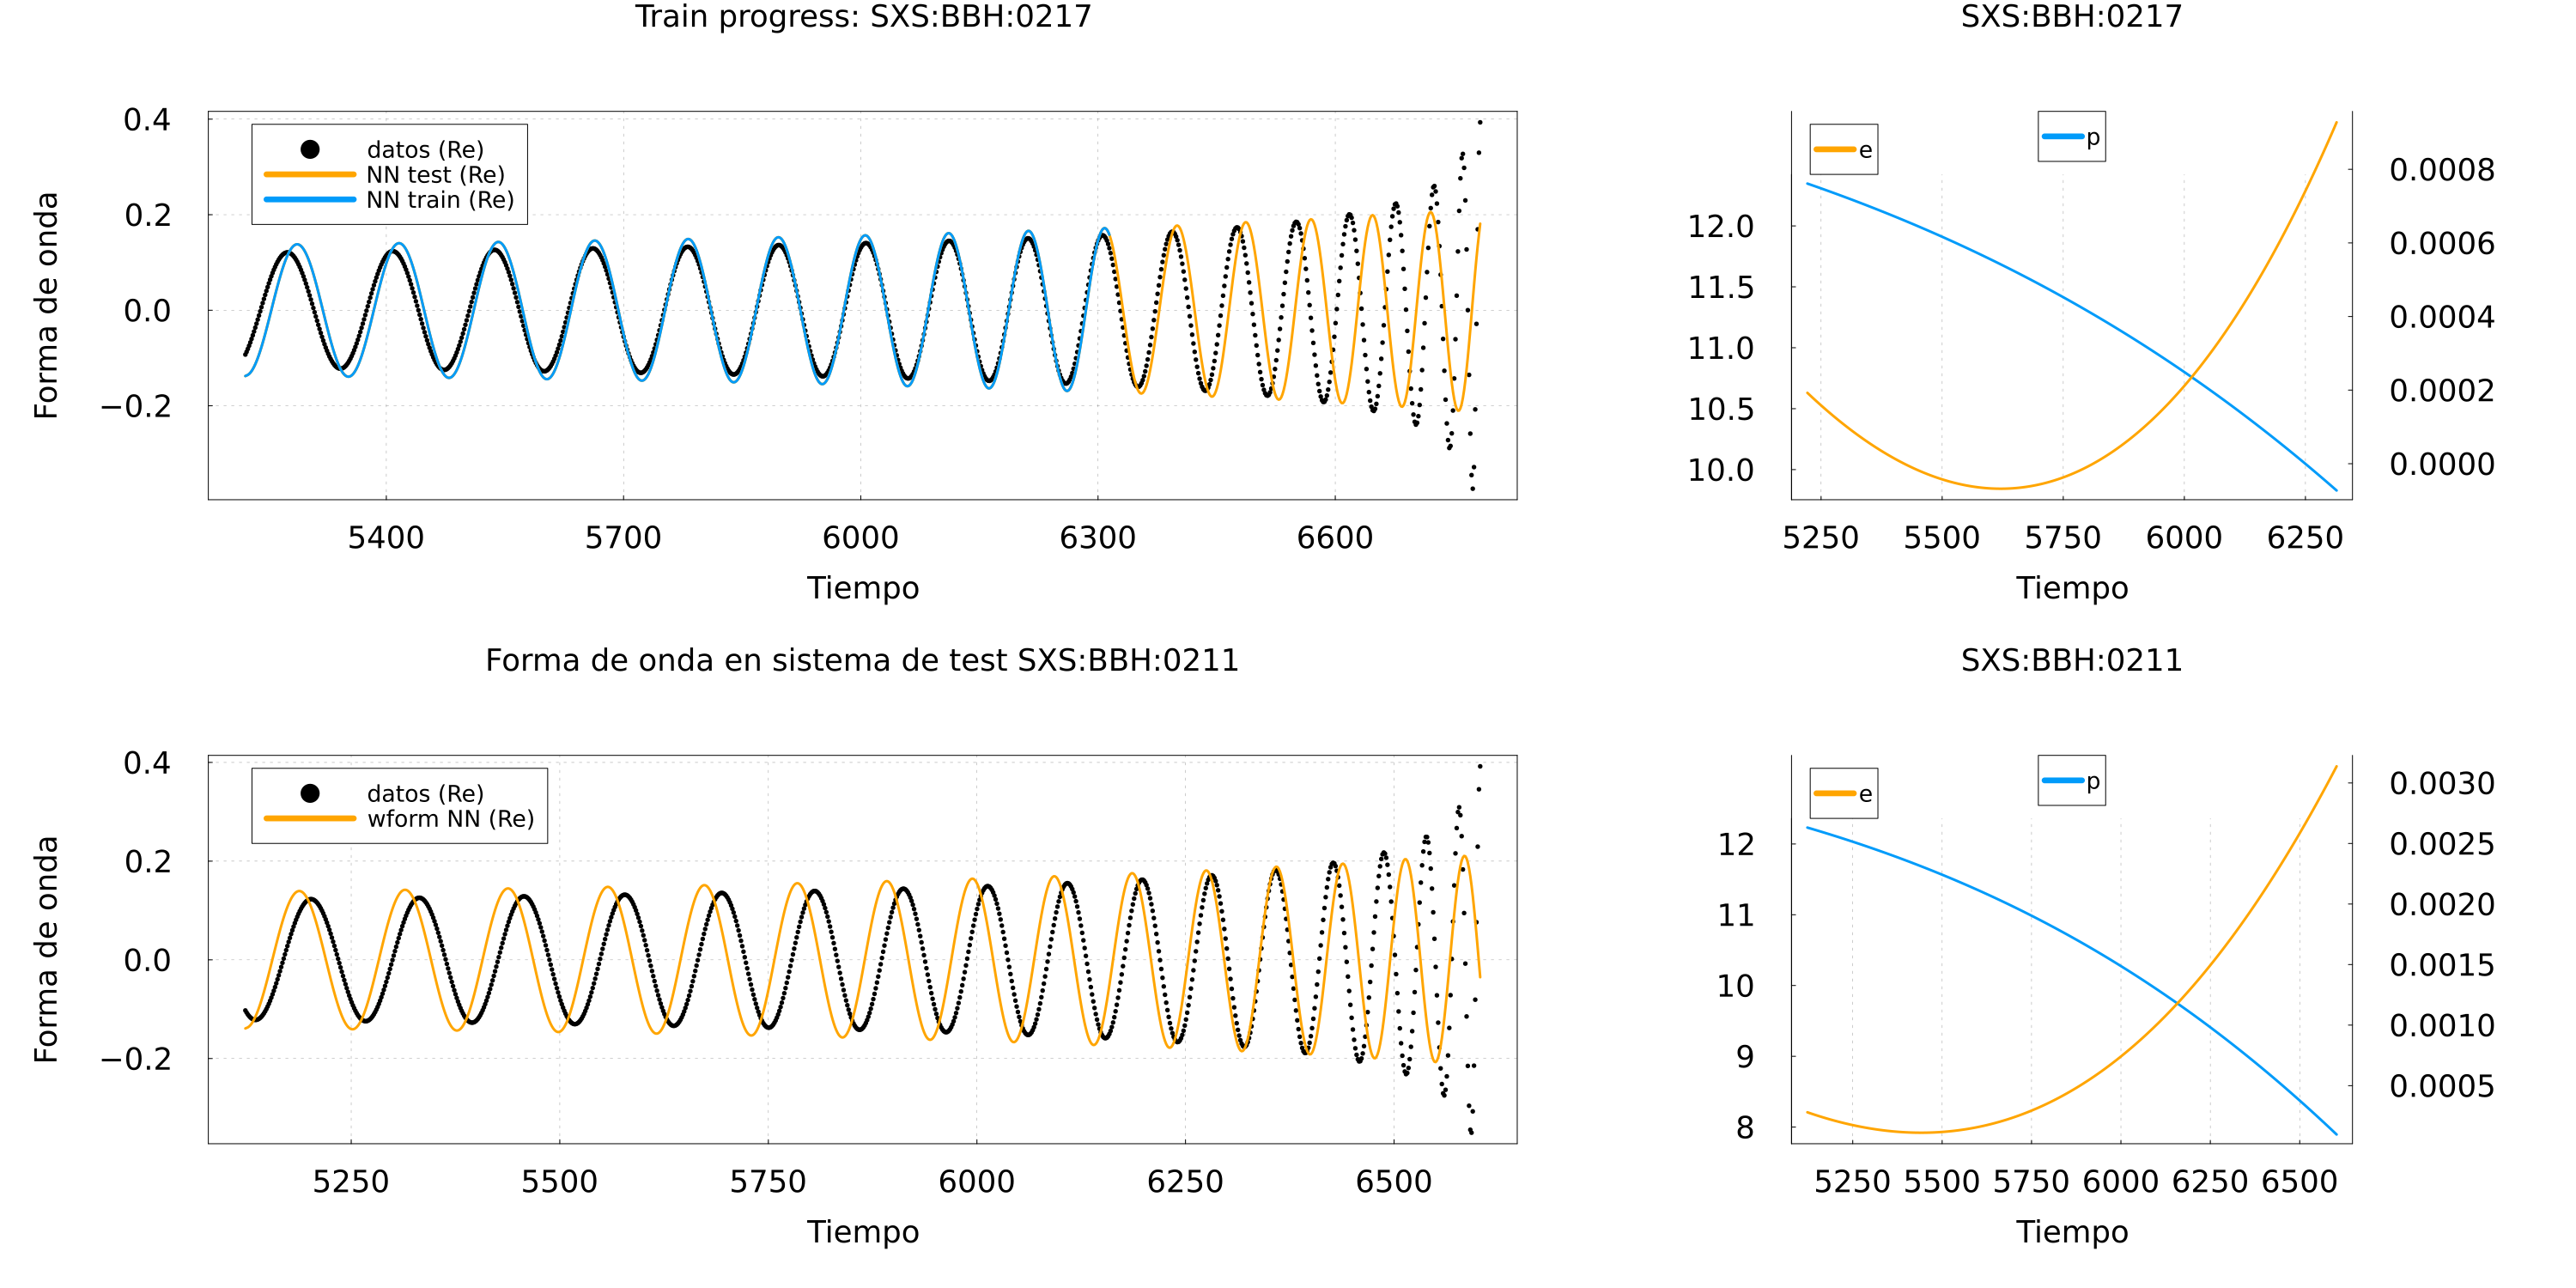 Train progress: SXS:BBH:0217
SXS:BBH:0217
Forma de onda
0.4
0.2
0.0
−0.2
datos (Re)
NN test (Re)
NN train (Re)
5400 5700 6000 6300 6600
Tiempo
e
p
12.0
11.5
11.0
10.5
10.0
0.0008
0.0006
0.0004
0.0002
0.0000
5250 5500 5750 6000 6250
Tiempo
Forma de onda en sistema de test SXS:BBH:0211
SXS:BBH:0211
Forma de onda
0.4
0.2
0.0
−0.2
datos (Re)
wform NN (Re)
5250 5500 5750 6000 6250 6500
Tiempo
e
p
12
11
10
9
8
0.0030
0.0025
0.0020
0.0015
0.0010
0.0005
5250 5500 5750 6000 6250 6500
Tiempo